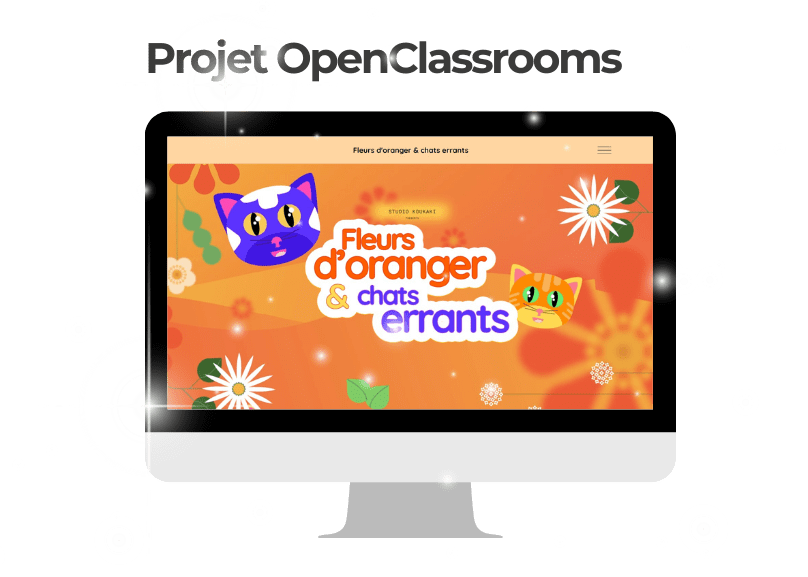 Projet OpenClassrooms
Fleurs d'oranger & chats errants
STUDIO KOUKAKI
Fleurs
d'oranger
& chats
errants